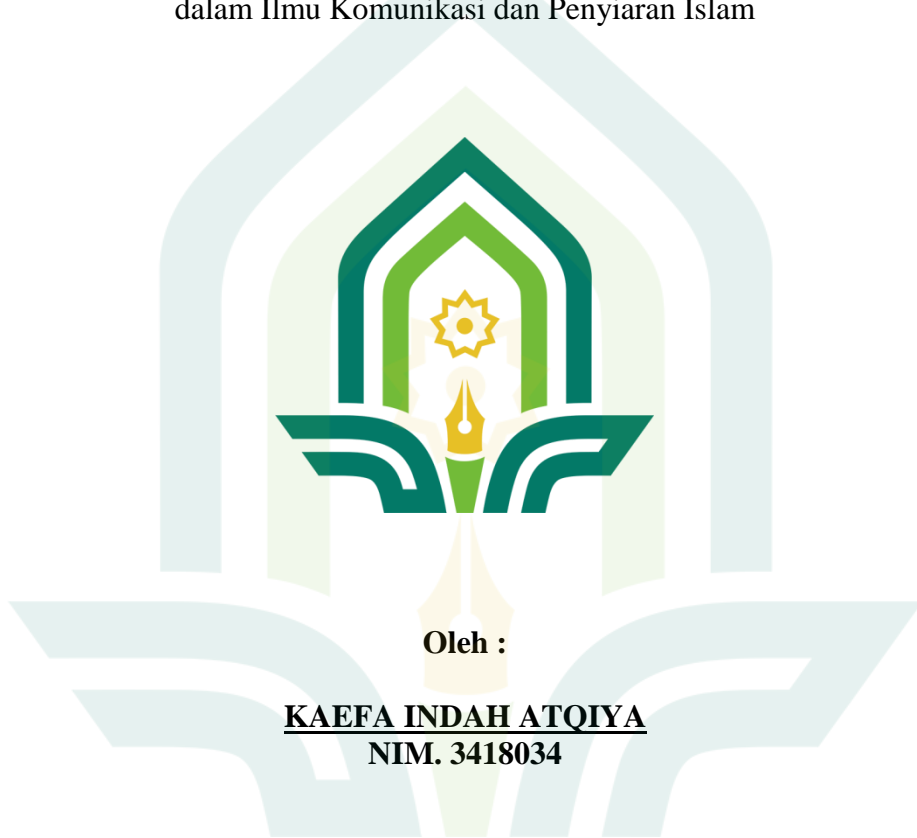 dalam Ilmu Komunikasi dan Penyiaran Islam
Oleh :
KAEFA INDAH ATQIYA
NIM. 3418034